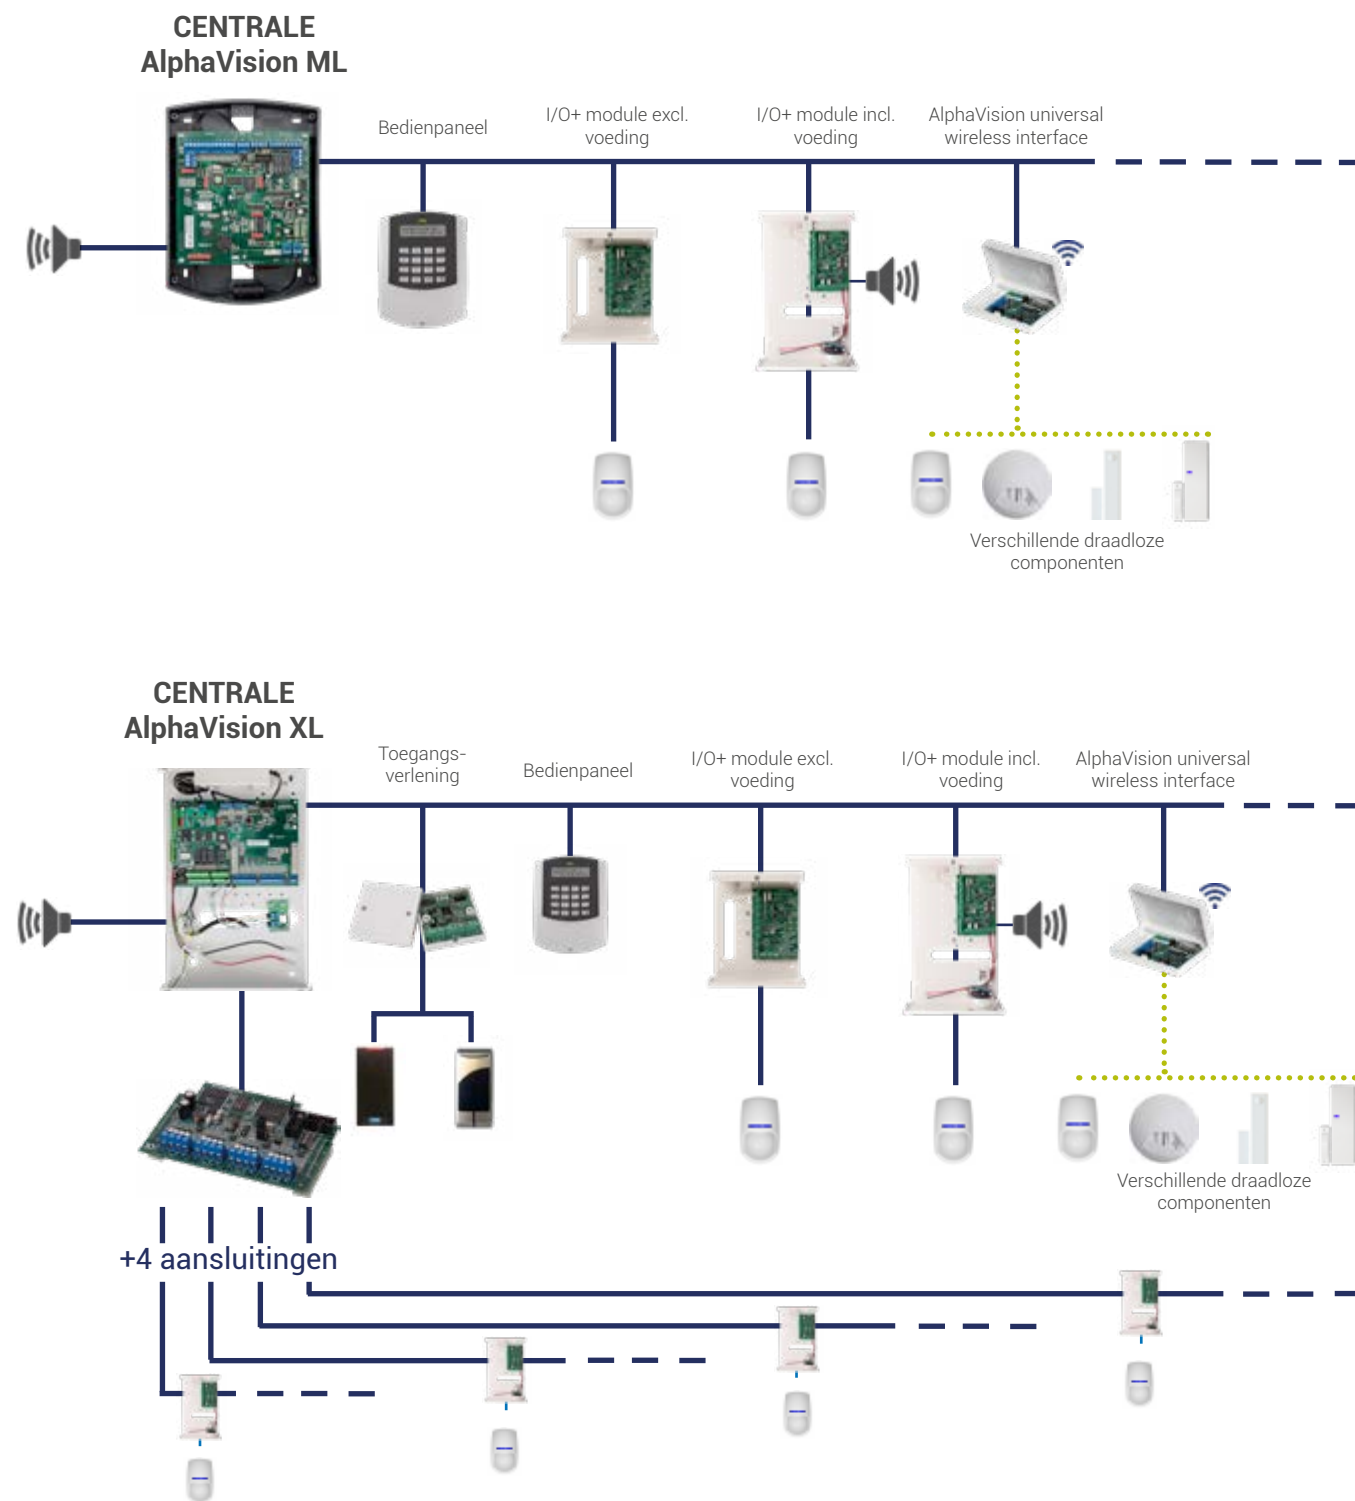 CENTRALE
AlphaVision ML
Bedienpaneel
I/O+ module excl.
voeding
I/O+ module incl.
voeding
AlphaVision universal
wireless interface
Verschillende draadloze
componenten
CENTRALE
AlphaVision XL
Toegangs-
verlening
Bedienpaneel
I/O+ module excl.
voeding
I/O+ module incl.
voeding
AlphaVision universal
wireless interface
Verschillende draadloze
componenten
+4 aansluitingen